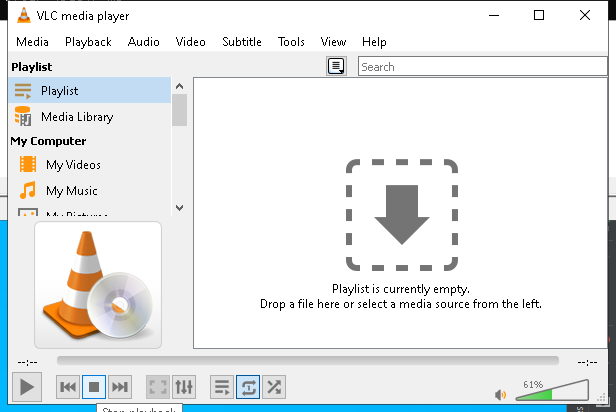 VLC media player
Media Playback Audio Video Subtitle Tools View Help
Playlist
Search
Playlist
Media Library
My Computer
My Videos
My Music
My Pictures
Playlist is currently empty.
Drop a file here or select a media source from the left.
--:-- --:--
61%
Stop playback